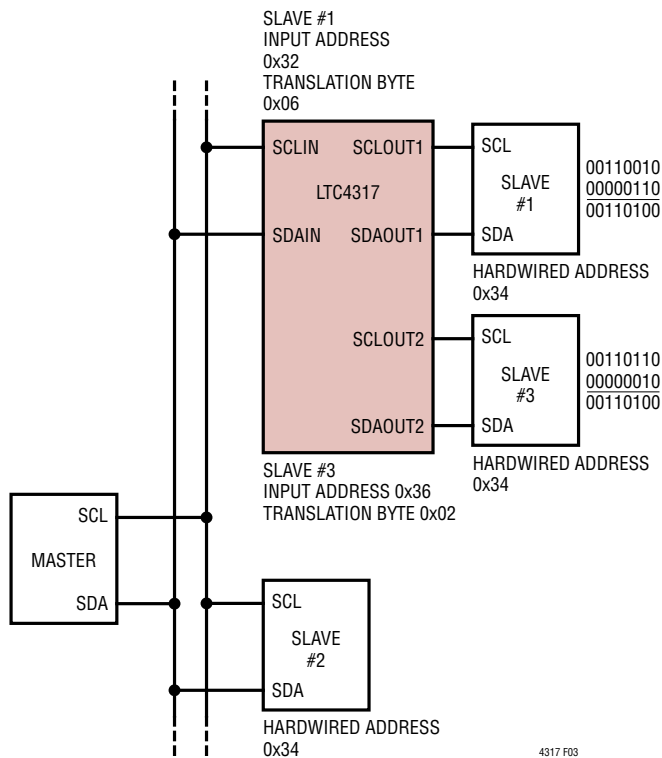 SLAVE #1
INPUT ADDRESS
0x32
TRANSLATION BYTE
0x06
SCLIN
SCLOUT1
LTC4317
SDAIN
SDAOUT1
SCLOUT2
SDAOUT2
SCL
SLAVE
#1
SDA
00110010
00000110
00110100
HARDWIRED ADDRESS
0x34
SCL
SLAVE
#3
SDA
00110110
00000010
00110100
HARDWIRED ADDRESS
0x34
SLAVE #3
INPUT ADDRESS 0x36
TRANSLATION BYTE 0x02
SCL
MASTER
SDA
SCL
SLAVE
#2
SDA
HARDWIRED ADDRESS
0x34
4317 F03